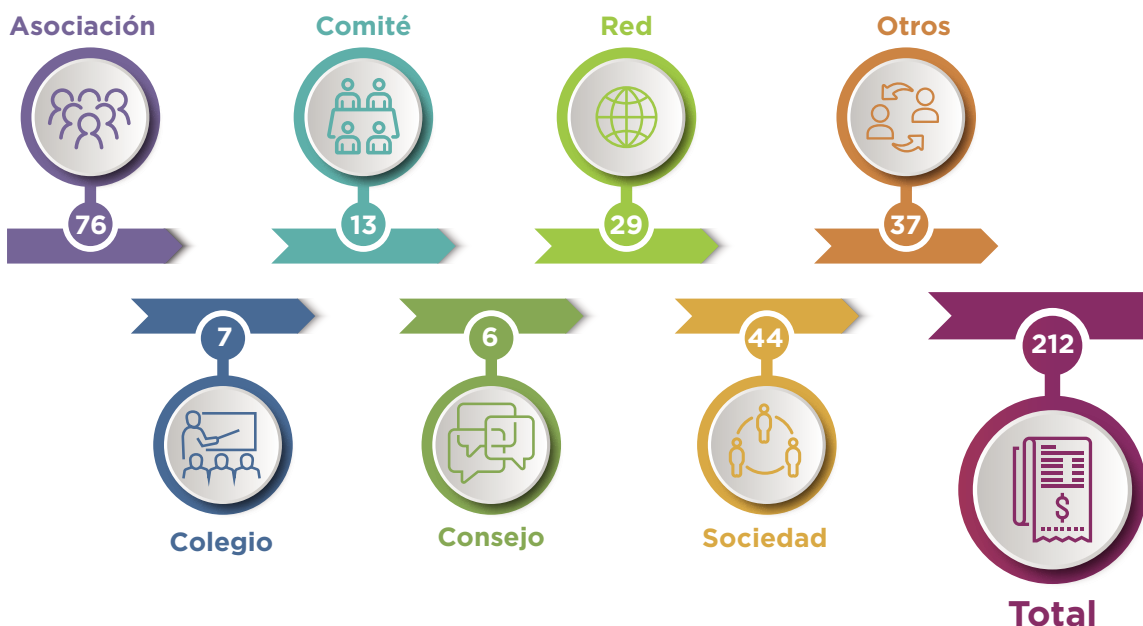 Asociación
Comité
Red
Otros
76
13
29
37
7
6
44
212
$
Colegio
Consejo
Sociedad
Total